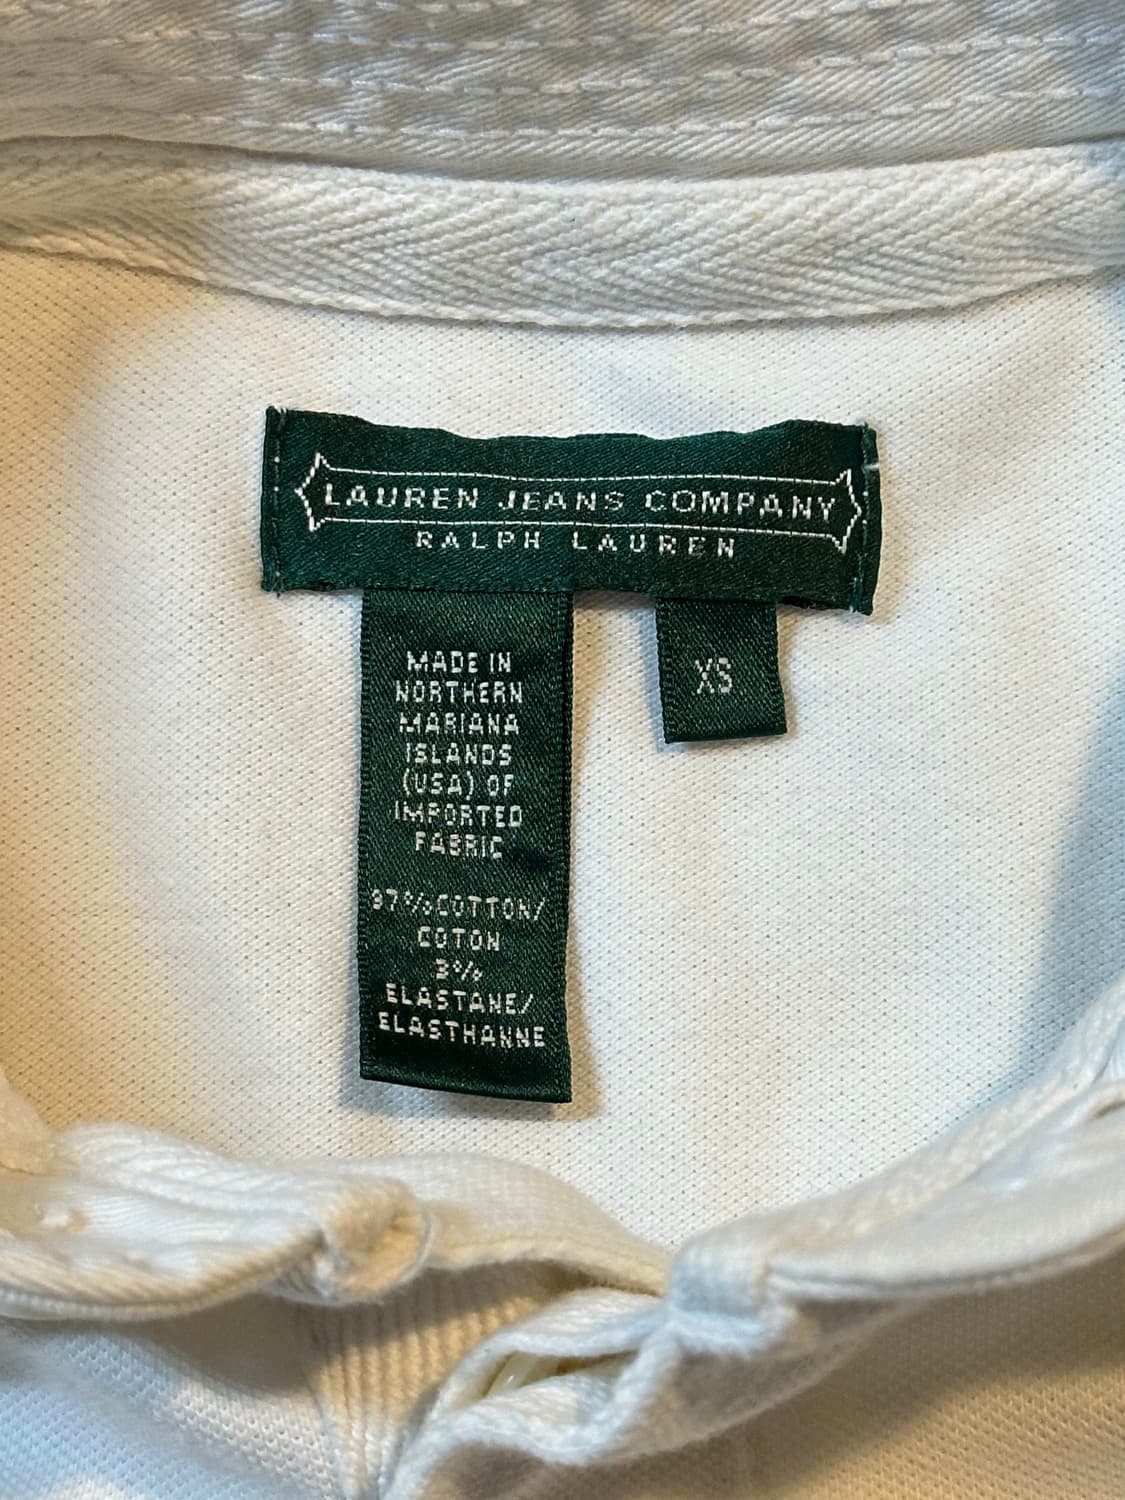 LAUREN JEANS COMPANY
RALPH LAUREN
MADE IN
NORTHERN
MARIANA
ISLANDS
(USA) OF
IMPORTED
FABRIC
97%COTTON/
COTON
3%
ELASTANE/
ELASTHANNE
XS